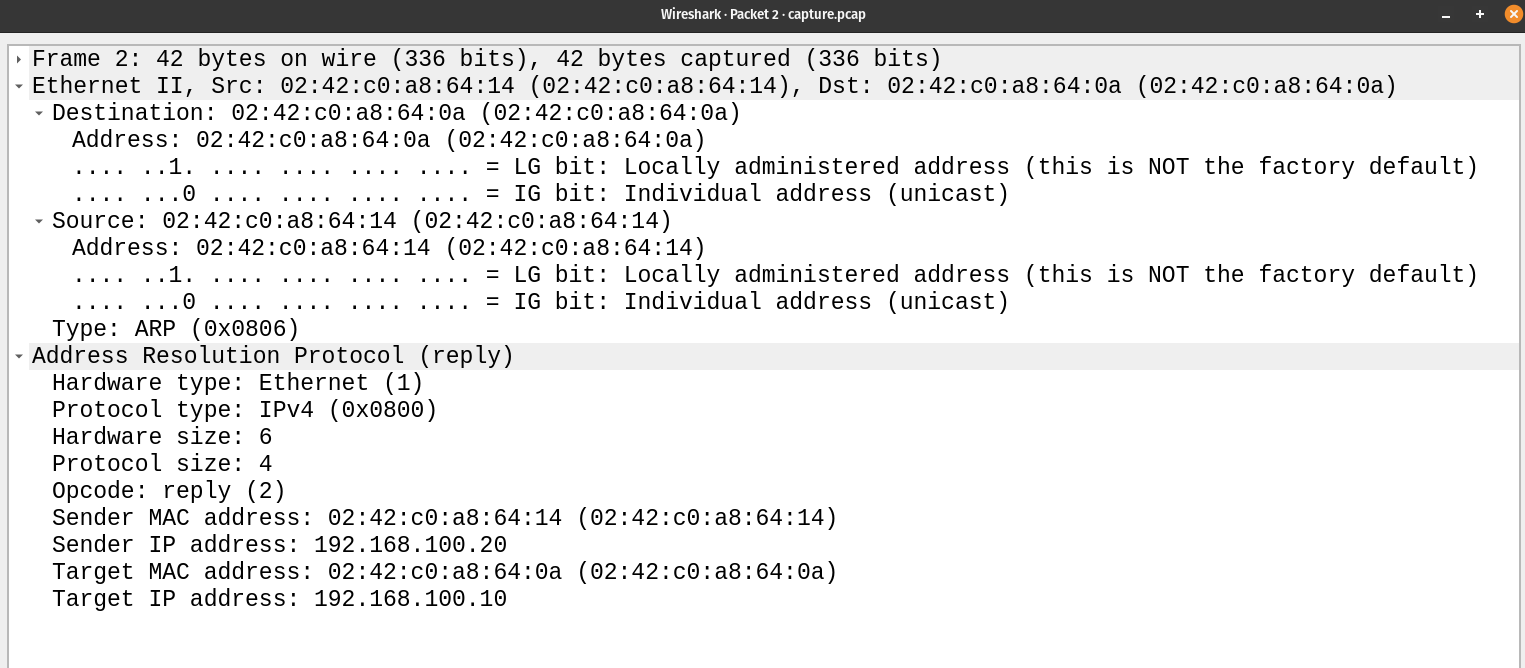 Wireshark · Packet 2 · capture.pcap
Frame 2: 42 bytes on wire (336 bits), 42 bytes captured (336 bits)
Ethernet II, Src: 02:42:c0:a8:64:14 (02:42:c0:a8:64:14), Dst: 02:42:c0:a8:64:0a (02:42:c0:a8:64:0a)
Destination: 02:42:c0:a8:64:0a (02:42:c0:a8:64:0a)
Address: 02:42:c0:a8:64:0a (02:42:c0:a8:64:0a)
.... ..1. .... .... .... .... = LG bit: Locally administered address (this is NOT the factory default)
.... ...0 .... .... .... .... = IG bit: Individual address (unicast)
Source: 02:42:c0:a8:64:14 (02:42:c0:a8:64:14)
Address: 02:42:c0:a8:64:14 (02:42:c0:a8:64:14)
.... ..1. .... .... .... .... = LG bit: Locally administered address (this is NOT the factory default)
.... ...0 .... .... .... .... = IG bit: Individual address (unicast)
Type: ARP (0x0806)
Address Resolution Protocol (reply)
Hardware type: Ethernet (1)
Protocol type: IPv4 (0x0800)
Hardware size: 6
Protocol size: 4
Opcode: reply (2)
Sender MAC address: 02:42:c0:a8:64:14 (02:42:c0:a8:64:14)
Sender IP address: 192.168.100.20
Target MAC address: 02:42:c0:a8:64:0a (02:42:c0:a8:64:0a)
Target IP address: 192.168.100.10